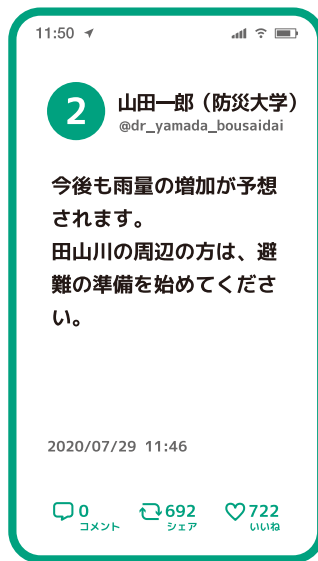 11:50
2
山田一郎（防災大学）
@dr_yamada_bousaidai
今後も雨量の増加が予想
されます。
田山川の周辺の方は、避
難の準備を始めてくださ
い。
2020/07/29 11:46
0 692 722
コメント シェア いいね